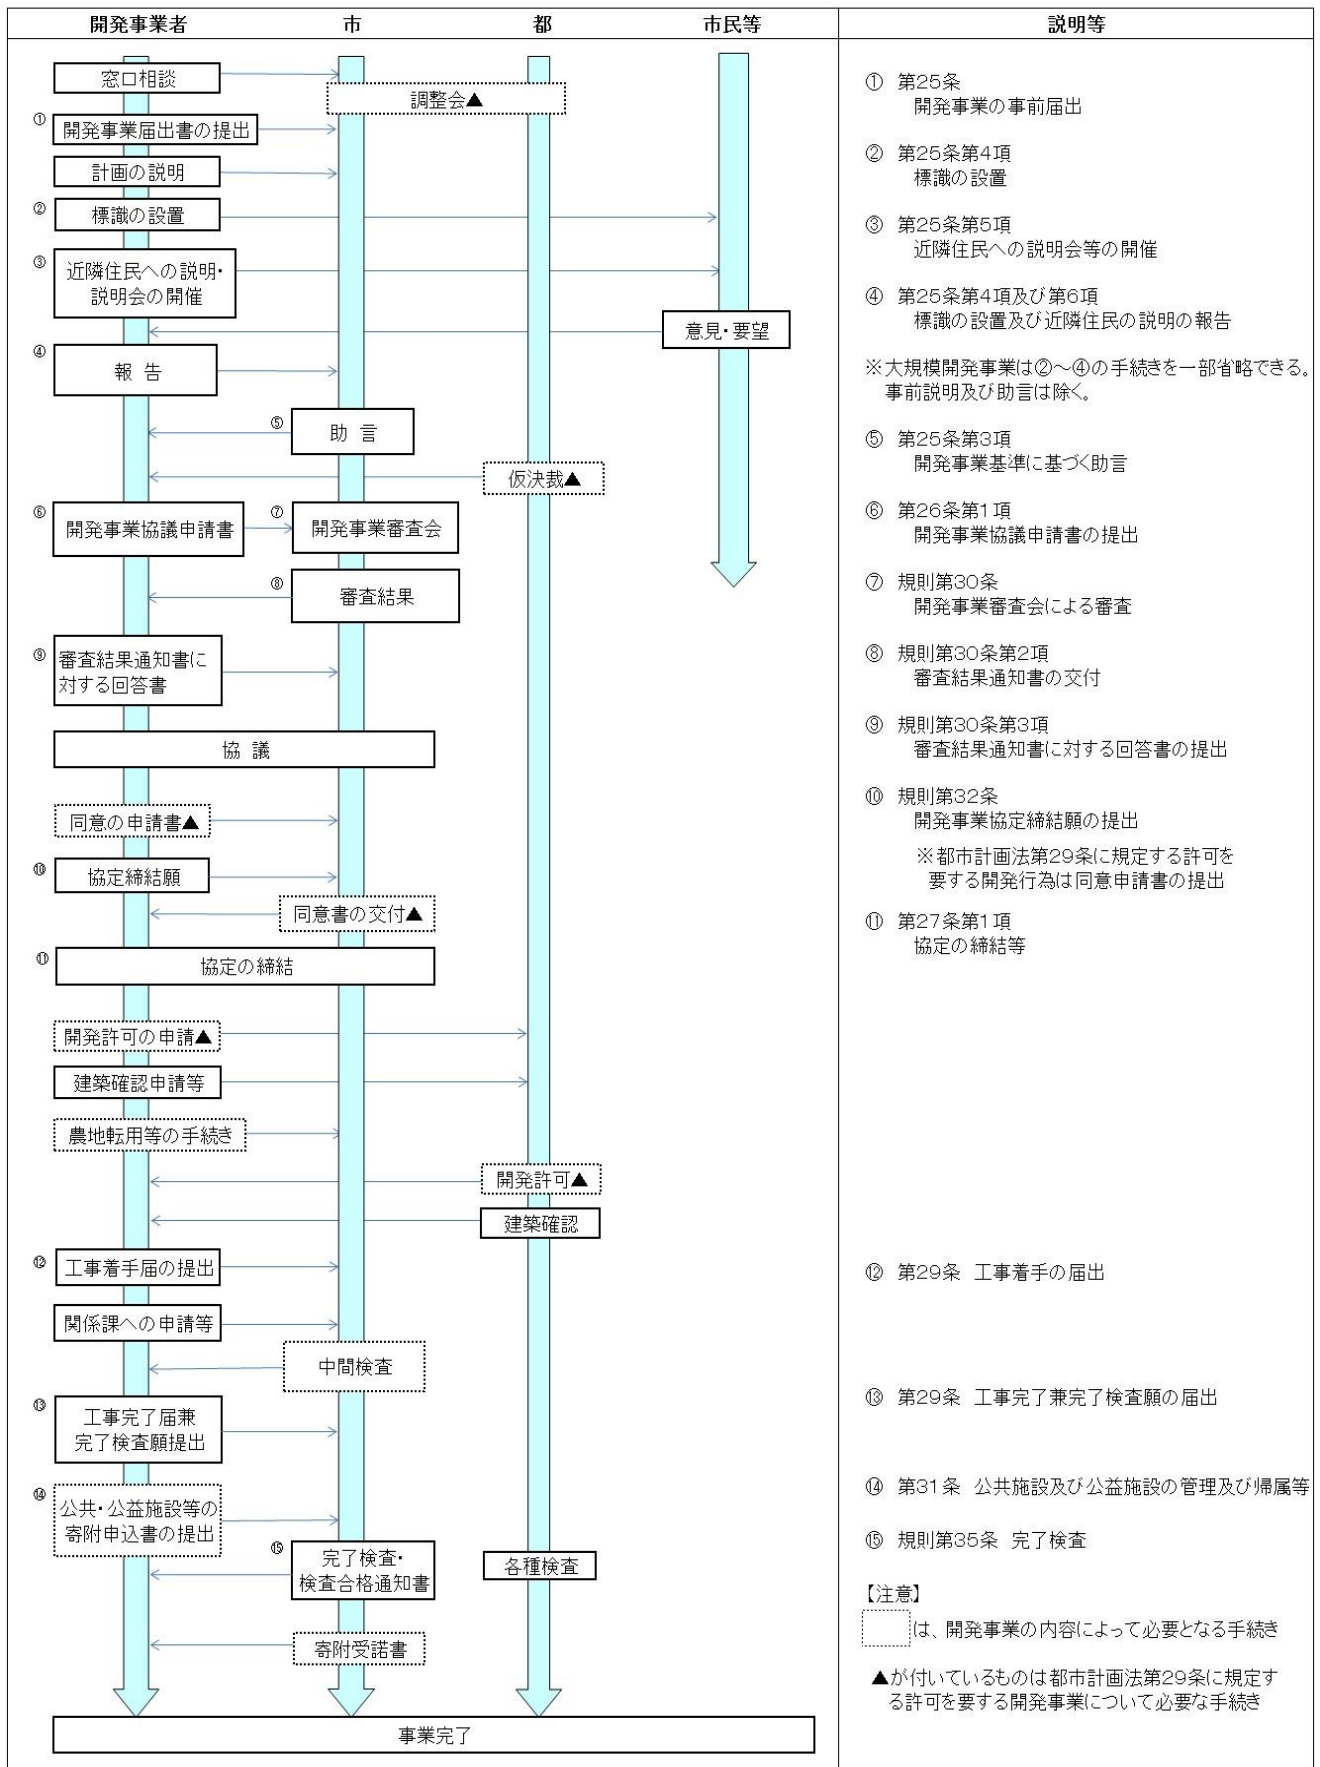 開発事業者 市 都 市民等 説明等
窓口相談
調整会▲
① 開発事業届出書の提出
計画の説明
② 標識の設置
③ 近隣住民への説明・
説明会の開催
意見・要望
④ 報 告
⑤ 助 言
仮決裁▲
⑥ 開発事業協議申請書
⑦ 開発事業審査会
⑧ 審査結果
⑨ 審査結果通知書に
対する回答書
協 議
同意の申請書▲
⑩ 協定締結願
同意書の交付▲
⑪ 協定の締結
開発許可の申請▲
建築確認申請等
農地転用等の手続き
開発許可▲
建築確認
⑫ 工事着手届の提出
関係課への申請等
中間検査
⑬ 工事完了届兼
完了検査願提出
⑭ 公共・公益施設等の
寄附申込書の提出
⑮ 完了検査・
検査合格通知書
各種検査
寄附受諾書
事業完了
① 第25条
開発事業の事前届出
② 第25条第4項
標識の設置
③ 第25条第5項
近隣住民への説明会等の開催
④ 第25条第4項及び第6項
標識の設置及び近隣住民の説明の報告
※大規模開発事業は②～④の手続きを一部省略できる。
事前説明及び助言は除く。
⑤ 第25条第3項
開発事業基準に基づく助言
⑥ 第26条第1項
開発事業協議申請書の提出
⑦ 規則第30条
開発事業審査会による審査
⑧ 規則第30条第2項
審査結果通知書の交付
⑨ 規則第30条第3項
審査結果通知書に対する回答書の提出
⑩ 規則第32条
開発事業協定締結願の提出
※都市計画法第29条に規定する許可を
要する開発行為は同意申請書の提出
⑪ 第27条第1項
協定の締結等
⑫ 第29条 工事着手の届出
⑬ 第29条 工事完了兼完了検査願の届出
⑭ 第31条 公共施設及び公益施設の管理及び帰属等
⑮ 規則第35条 完了検査
【注意】
は、開発事業の内容によって必要となる手続き
▲が付いているものは都市計画法第29条に規定す
る許可を要する開発事業について必要な手続き